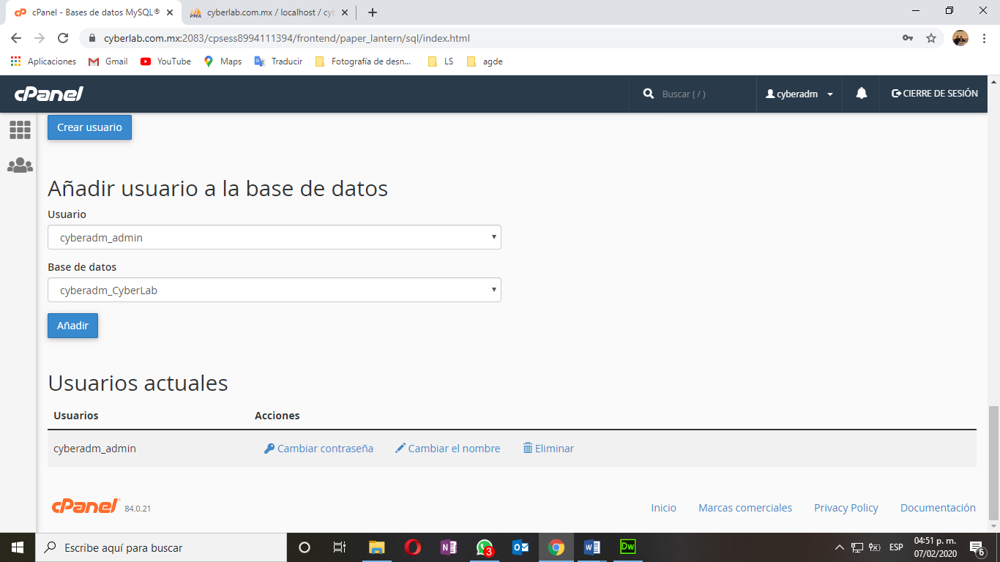 cPanel - Bases de datos MySQL®
cyberlab.com.mx / localhost / cyb
cyberlab.com.mx:2083/cpsess8994111394/frontend/paper_lantern/sql/index.html
Aplicaciones
Gmail
YouTube
Maps
Traducir
Fotografía de desn...
LS
agde
cPanel
Buscar ( / )
cyberadm
CIERRE DE SESIÓN
Crear usuario
Añadir usuario a la base de datos
Usuario
cyberadm_admin
Base de datos
cyberadm_CyberLab
Añadir
Usuarios actuales
Usuarios Acciones
cyberadm_admin Cambiar contraseña Cambiar el nombre Eliminar
cPanel 84.0.21
Inicio Marcas comerciales Privacy Policy Documentación
Escribe aquí para buscar
3
Dw
ESP
04:51 p. m.
07/02/2020
6